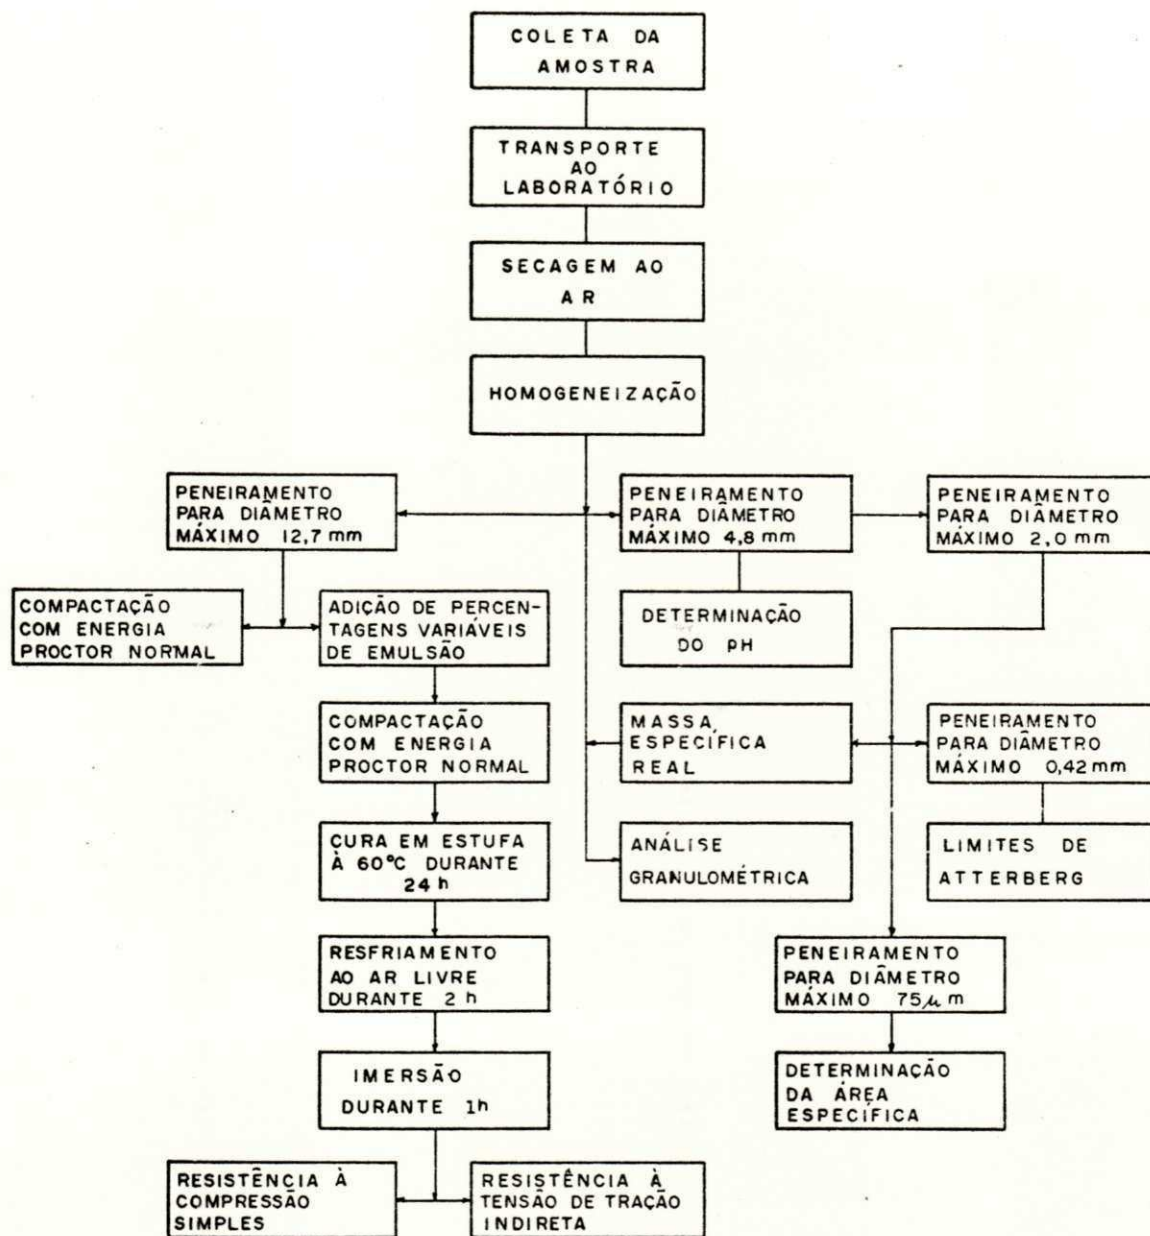 COLETA DA
AMOSTRA
TRANSPORTE
AO
LABORATÓRIO
SECAGEM AO
AR
HOMOGENEIZAÇÃO
PENEIRAMENTO
PARA DIÂMETRO
MÁXIMO 12,7 mm
PENEIRAMENTO
PARA DIÂMETRO
MÁXIMO 4,8 mm
PENEIRAMENTO
PARA DIÂMETRO
MÁXIMO 2,0 mm
COMPACTAÇÃO
COM ENERGIA
PROCTOR NORMAL
ADIÇÃO DE PERCEN-
TAGENS VARIÁVEIS
DE EMULSÃO
DETERMINAÇÃO
DO PH
COMPACTAÇÃO
COM ENERGIA
PROCTOR NORMAL
MASSA
ESPECÍFICA
REAL
PENEIRAMENTO
PARA DIÂMETRO
MÁXIMO 0,42 mm
CURA EM ESTUFA
À 60°C DURANTE
24 h
ANÁLISE
GRANULOMÉTRICA
LIMITES DE
ATTERBERG
RESFRIAMENTO
AO AR LIVRE
DURANTE 2 h
PENEIRAMENTO
PARA DIÂMETRO
MÁXIMO 75 μm
IMERSÃO
DURANTE 1h
DETERMINAÇÃO
DA ÁREA
ESPECÍFICA
RESISTÊNCIA À
COMPRESSÃO
SIMPLES
RESISTÊNCIA À
TENSÃO DE TRAÇÃO
INDIRETA